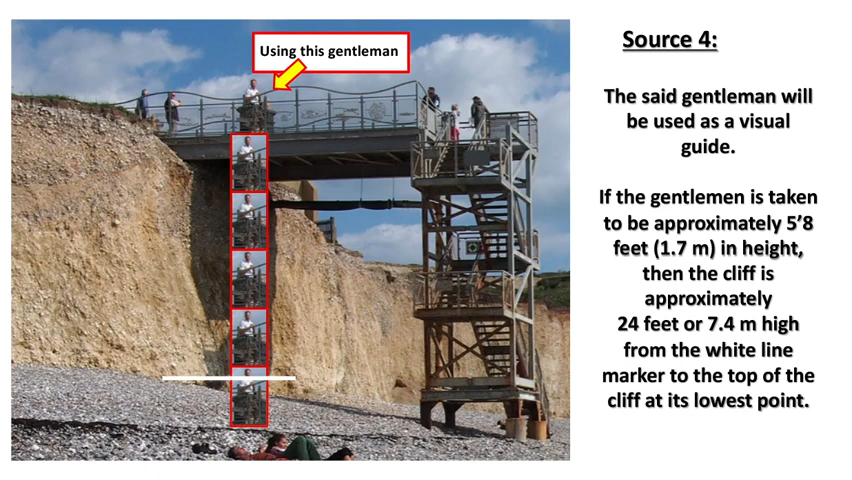 Using this gentleman
Source 4:
The said gentleman will
be used as a visual
guide.
If the gentlemen is taken
to be approximately 5’8
feet (1.7 m) in height,
then the cliff is
approximately
24 feet or 7.4 m high
from the white line
marker to the top of the
cliff at its lowest point.